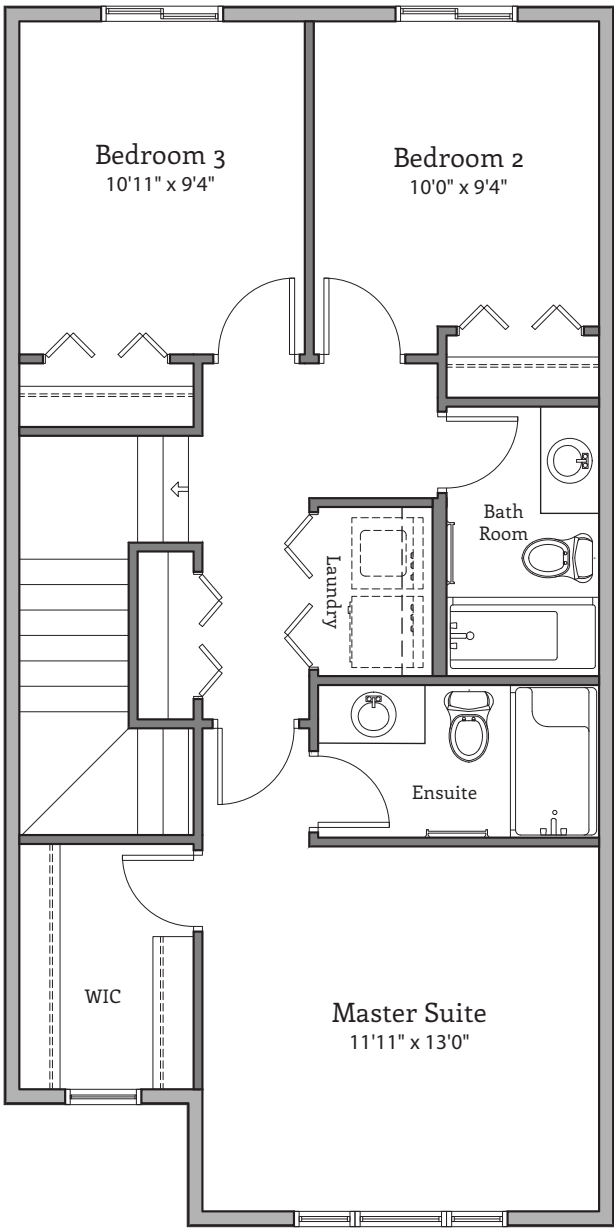 Bedroom 3
10'11" x 9'4"
Bedroom 2
10'0" x 9'4"
Bath
Room
Laundry
Ensuite
WIC
Master Suite
11'11" x 13'0"